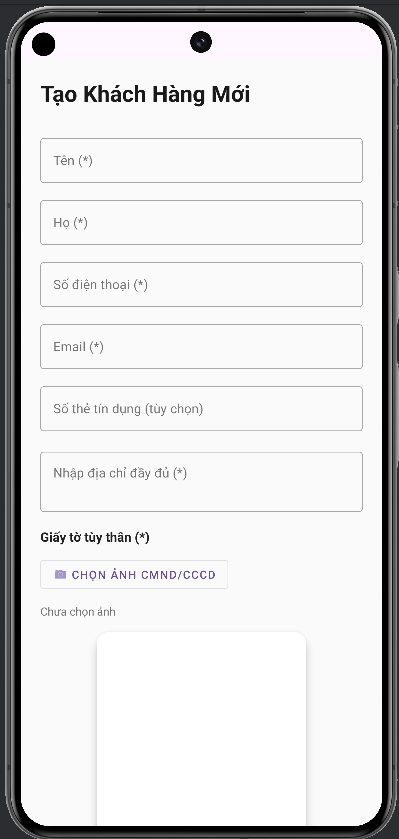 Tạo Khách Hàng Mới
Tên (*)
Họ (*)
Số điện thoại (*)
Email (*)
Số thẻ tín dụng (tùy chọn)
Nhập địa chỉ đầy đủ (*)
Giấy tờ tùy thân (*)
CHỌN ẢNH CMND/CCCD
Chưa chọn ảnh